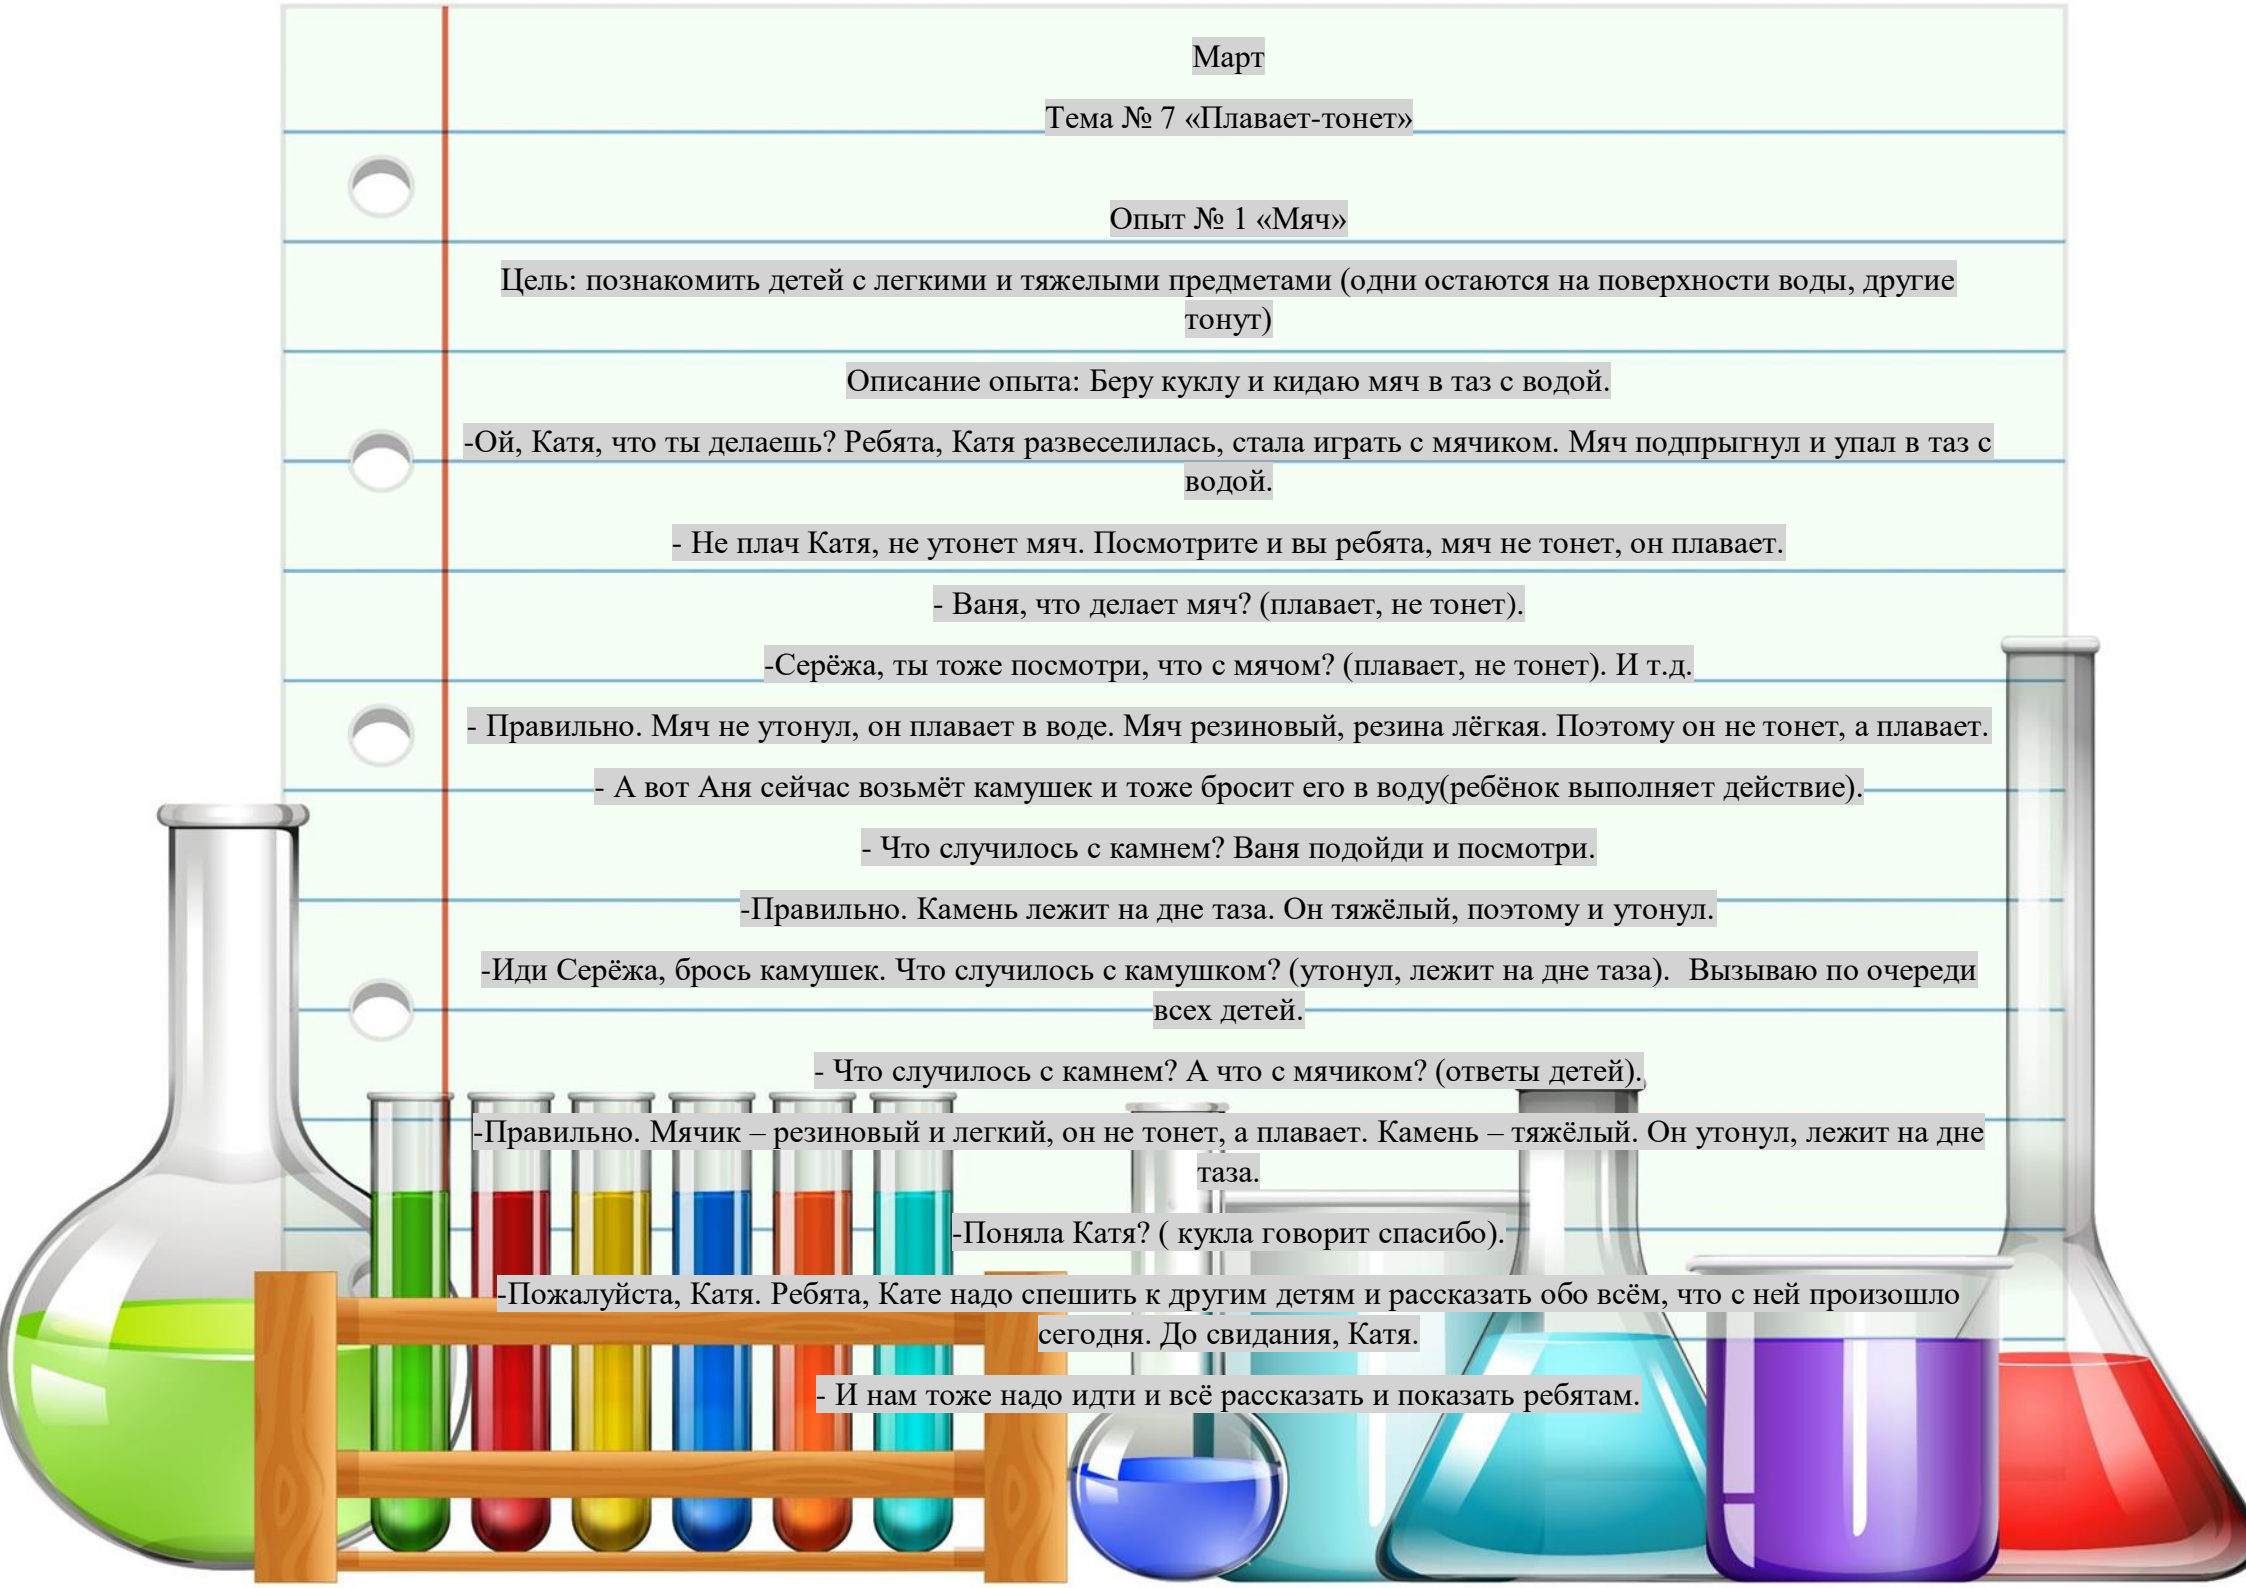 Март
Тема № 7 «Плавает-тонет»
Опыт № 1 «Мяч»
Цель: познакомить детей с легкими и тяжелыми предметами (одни остаются на поверхности воды, другие
тонут)
Описание опыта: Беру куклу и кидаю мяч в таз с водой.
-Ой, Катя, что ты делаешь? Ребята, Катя развеселилась, стала играть с мячиком. Мяч подпрыгнул и упал в таз с
водой.
- Не плач Катя, не утонет мяч. Посмотрите и вы ребята, мяч не тонет, он плавает.
- Ваня, что делает мяч? (плавает, не тонет).
-Серёжа, ты тоже посмотри, что с мячом? (плавает, не тонет). И т.д.
- Правильно. Мяч не утонул, он плавает в воде. Мяч резиновый, резина лёгкая. Поэтому он не тонет, а плавает.
- А вот Аня сейчас возьмёт камушек и тоже бросит его в воду(ребёнок выполняет действие).
- Что случилось с камнем? Ваня подойди и посмотри.
-Правильно. Камень лежит на дне таза. Он тяжёлый, поэтому и утонул.
-Иди Серёжа, брось камушек. Что случилось с камушком? (утонул, лежит на дне таза).  Вызываю по очереди
всех детей.
- Что случилось с камнем? А что с мячиком? (ответы детей).
-Правильно. Мячик – резиновый и легкий, он не тонет, а плавает. Камень – тяжёлый. Он утонул, лежит на дне
таза.
-Поняла Катя? ( кукла говорит спасибо).
-Пожалуйста, Катя. Ребята, Кате надо спешить к другим детям и рассказать обо всём, что с ней произошло
сегодня. До свидания, Катя.
- И нам тоже надо идти и всё рассказать и показать ребятам.